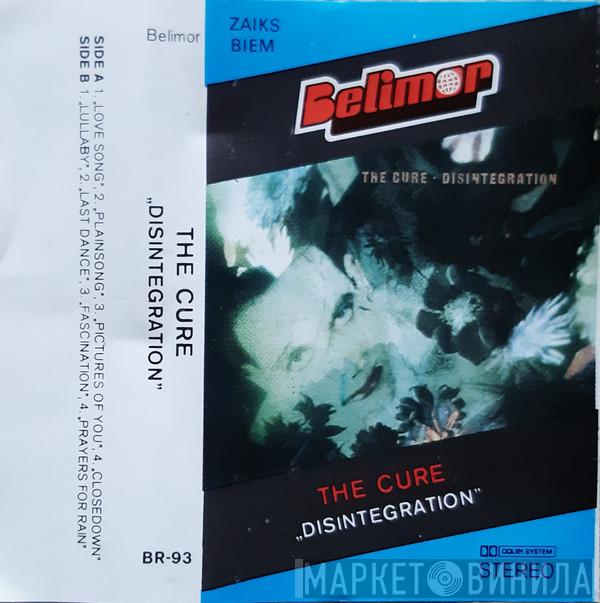 SIDE A 1. „LOVE SONG", 2. „PLAINSONG", 3. „PICTURES OF YOU", 4. „CLOSEDOWN"
SIDE B 1. „LULLABY", 2. „LAST DANCE", 3. „FASCINATION", 4. „PRAYERS FOR RAIN"
Belimor
THE CURE
„DISINTEGRATION"
BR-93
ZAIKS
BIEM
Belimor
THE CURE · DISINTEGRATION
THE CURE
„DISINTEGRATION"
DOLBY SYSTEM
STEREO
МАРКЕТ ВИНИЛА